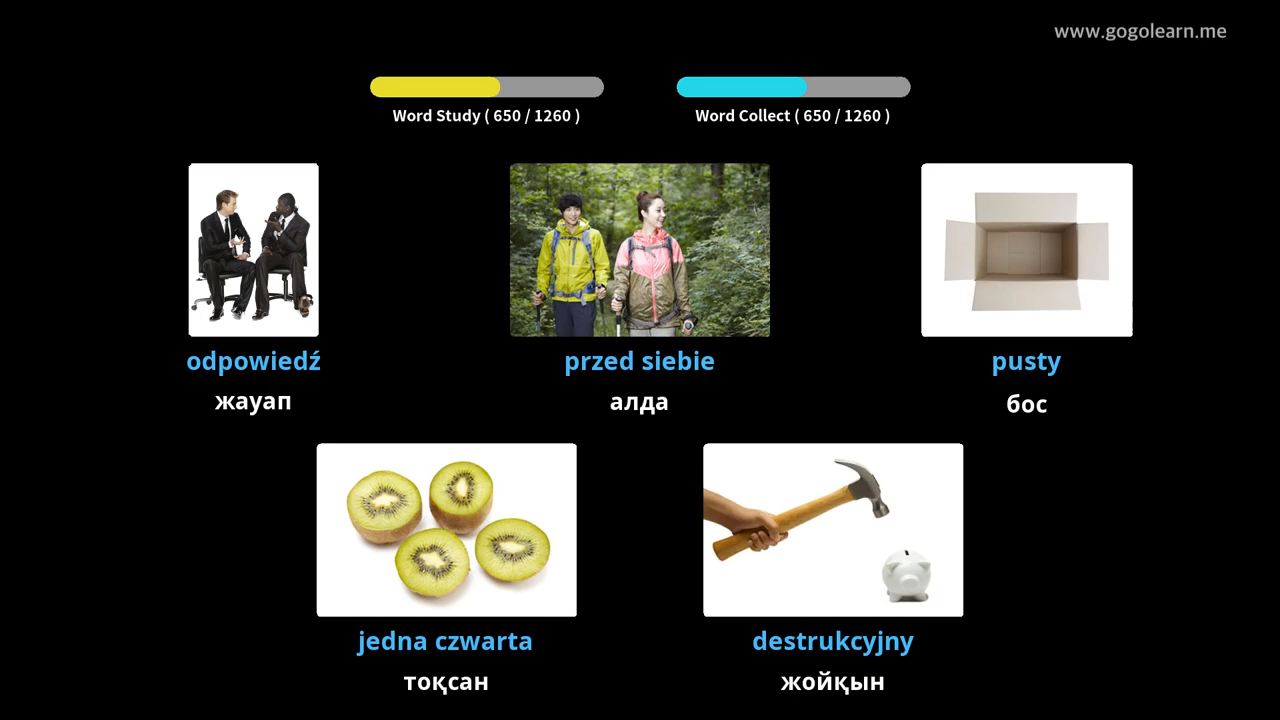 www.gogolearn.me
Word Study ( 650 / 1260 )
Word Collect ( 650 / 1260 )
odpowiedź
жауап
przed siebie
алда
pusty
бос
jedna czwarta
тоқсан
destrukcyjny
жойқын